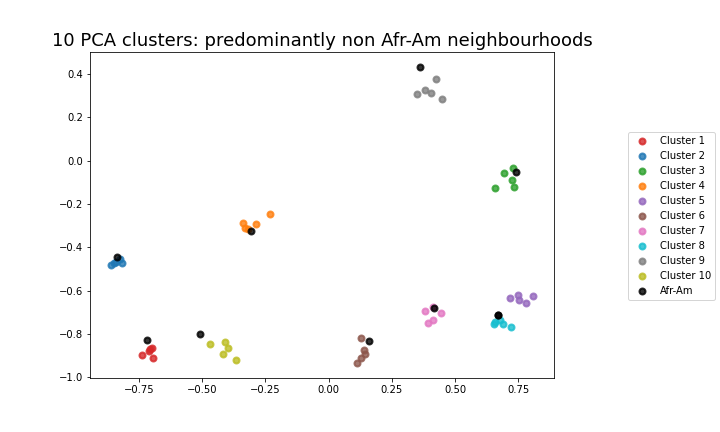 10 PCA clusters: predominantly non Afr-Am neighbourhoods
0.4
0.2
0.0
−0.2
−0.4
−0.6
−0.8
−1.0
−0.75
−0.50
−0.25
0.00
0.25
0.50
0.75
Cluster 1
Cluster 2
Cluster 3
Cluster 4
Cluster 5
Cluster 6
Cluster 7
Cluster 8
Cluster 9
Cluster 10
Afr-Am